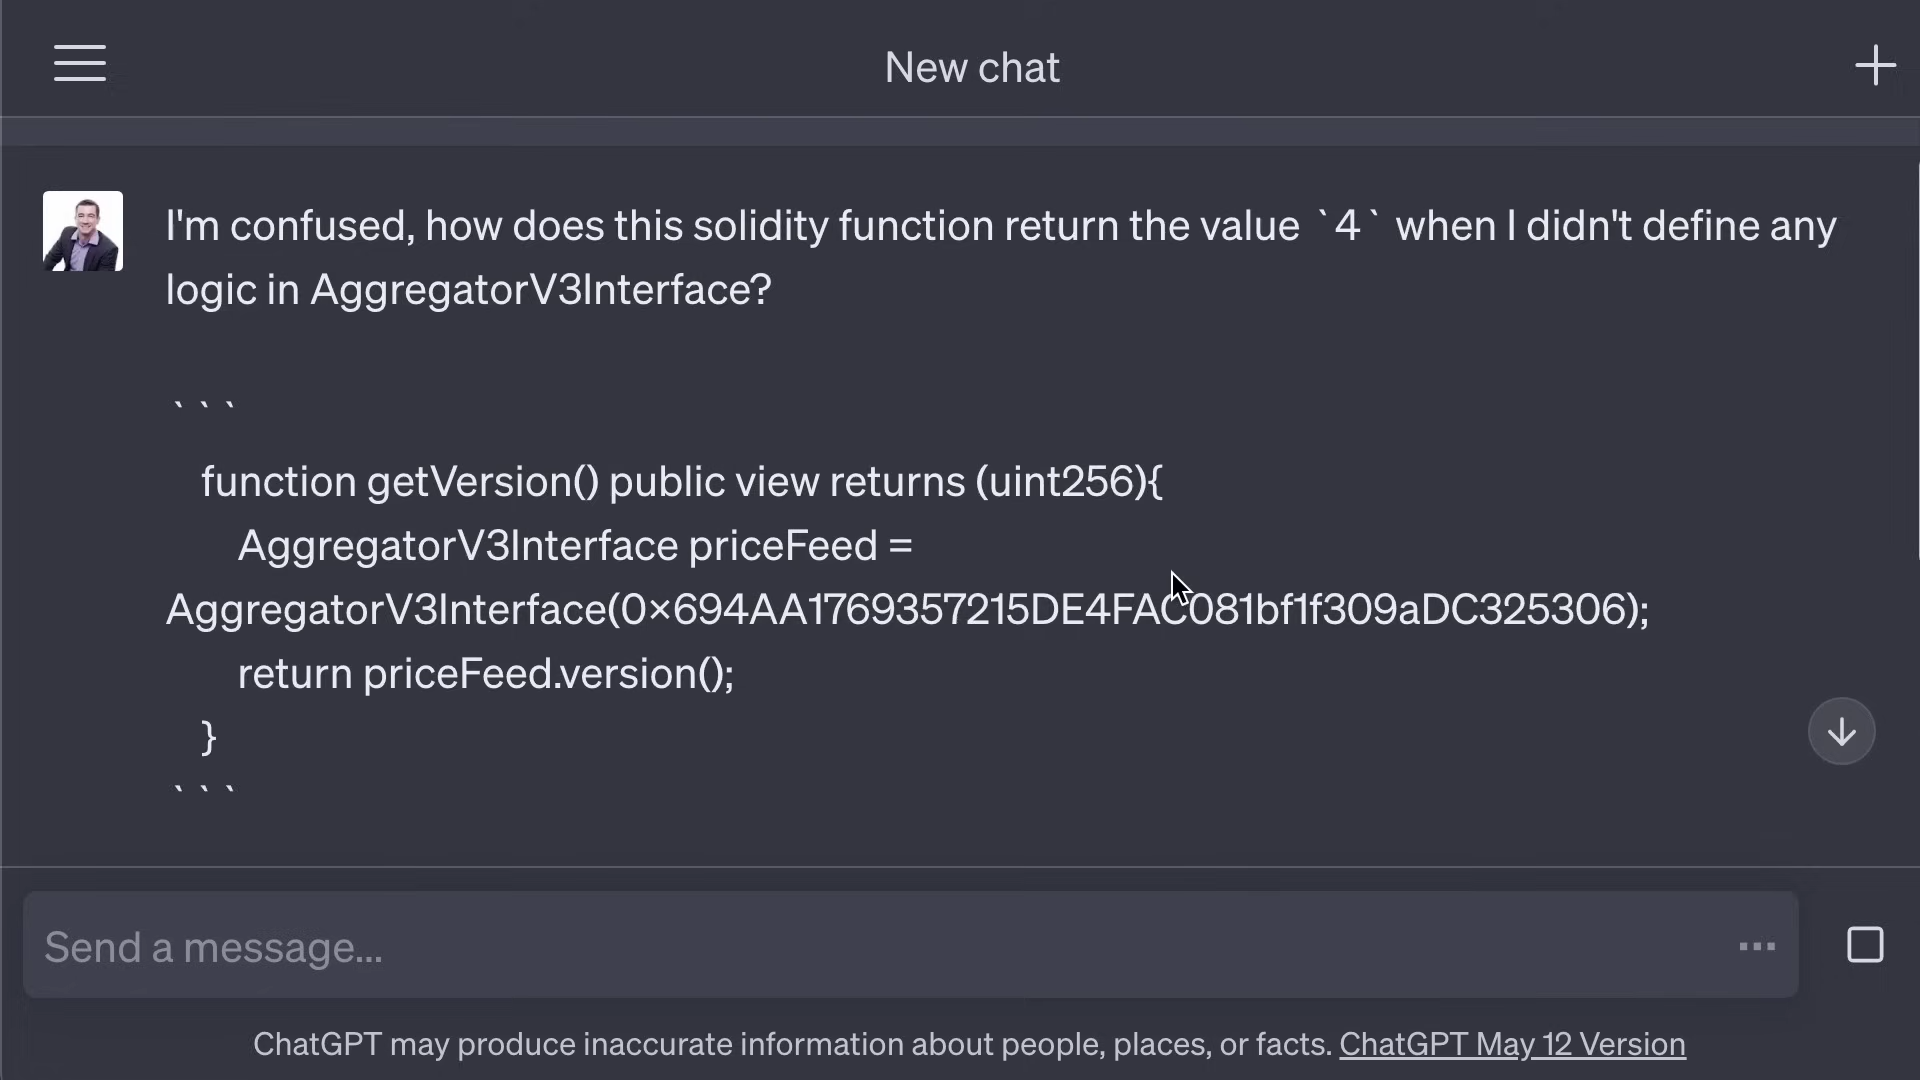 New chat
I'm confused, how does this solidity function return the value `4` when I didn't define any
logic in AggregatorV3Interface?
```
function getVersion() public view returns (uint256){
AggregatorV3Interface priceFeed =
AggregatorV3Interface(0×694AA1769357215DE4FAC081bf1f309aDC325306);
return priceFeed.version();
}
```
Send a message...
ChatGPT may produce inaccurate information about people, places, or facts. ChatGPT May 12 Version